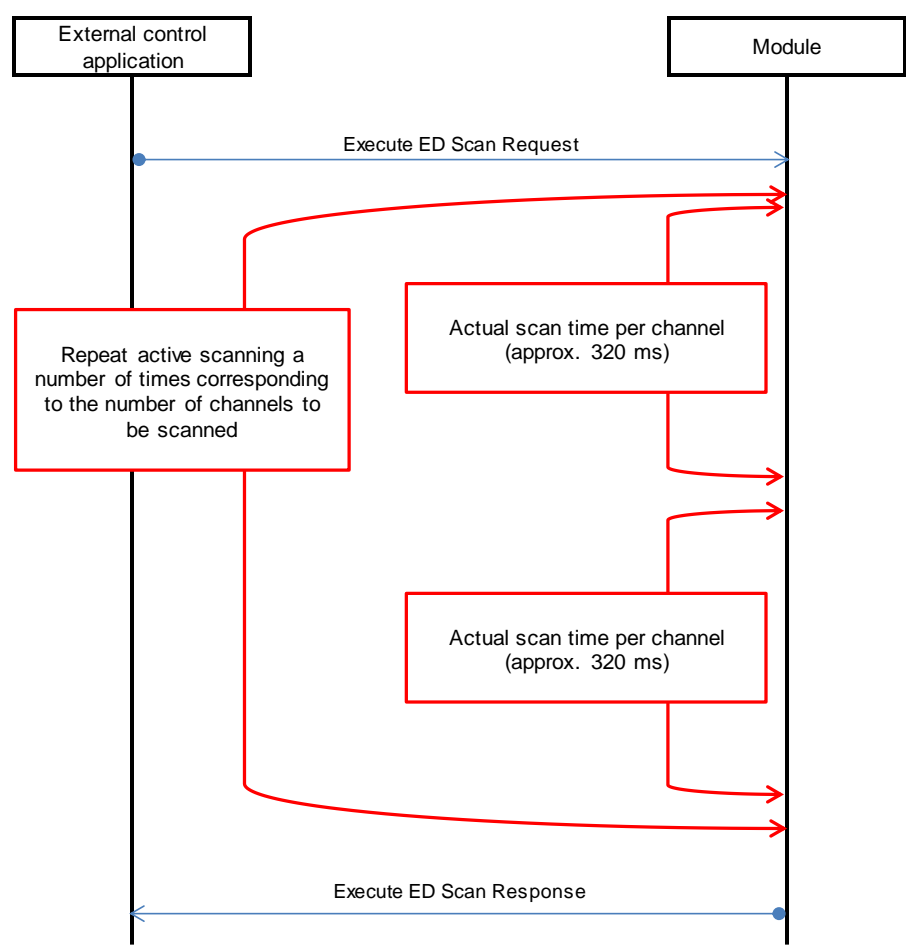 External control
application
Module
Execute ED Scan Request
Actual scan time per channel
(approx. 320 ms)
Repeat active scanning a
number of times corresponding
to the number of channels to
be scanned
Actual scan time per channel
(approx. 320 ms)
Execute ED Scan Response